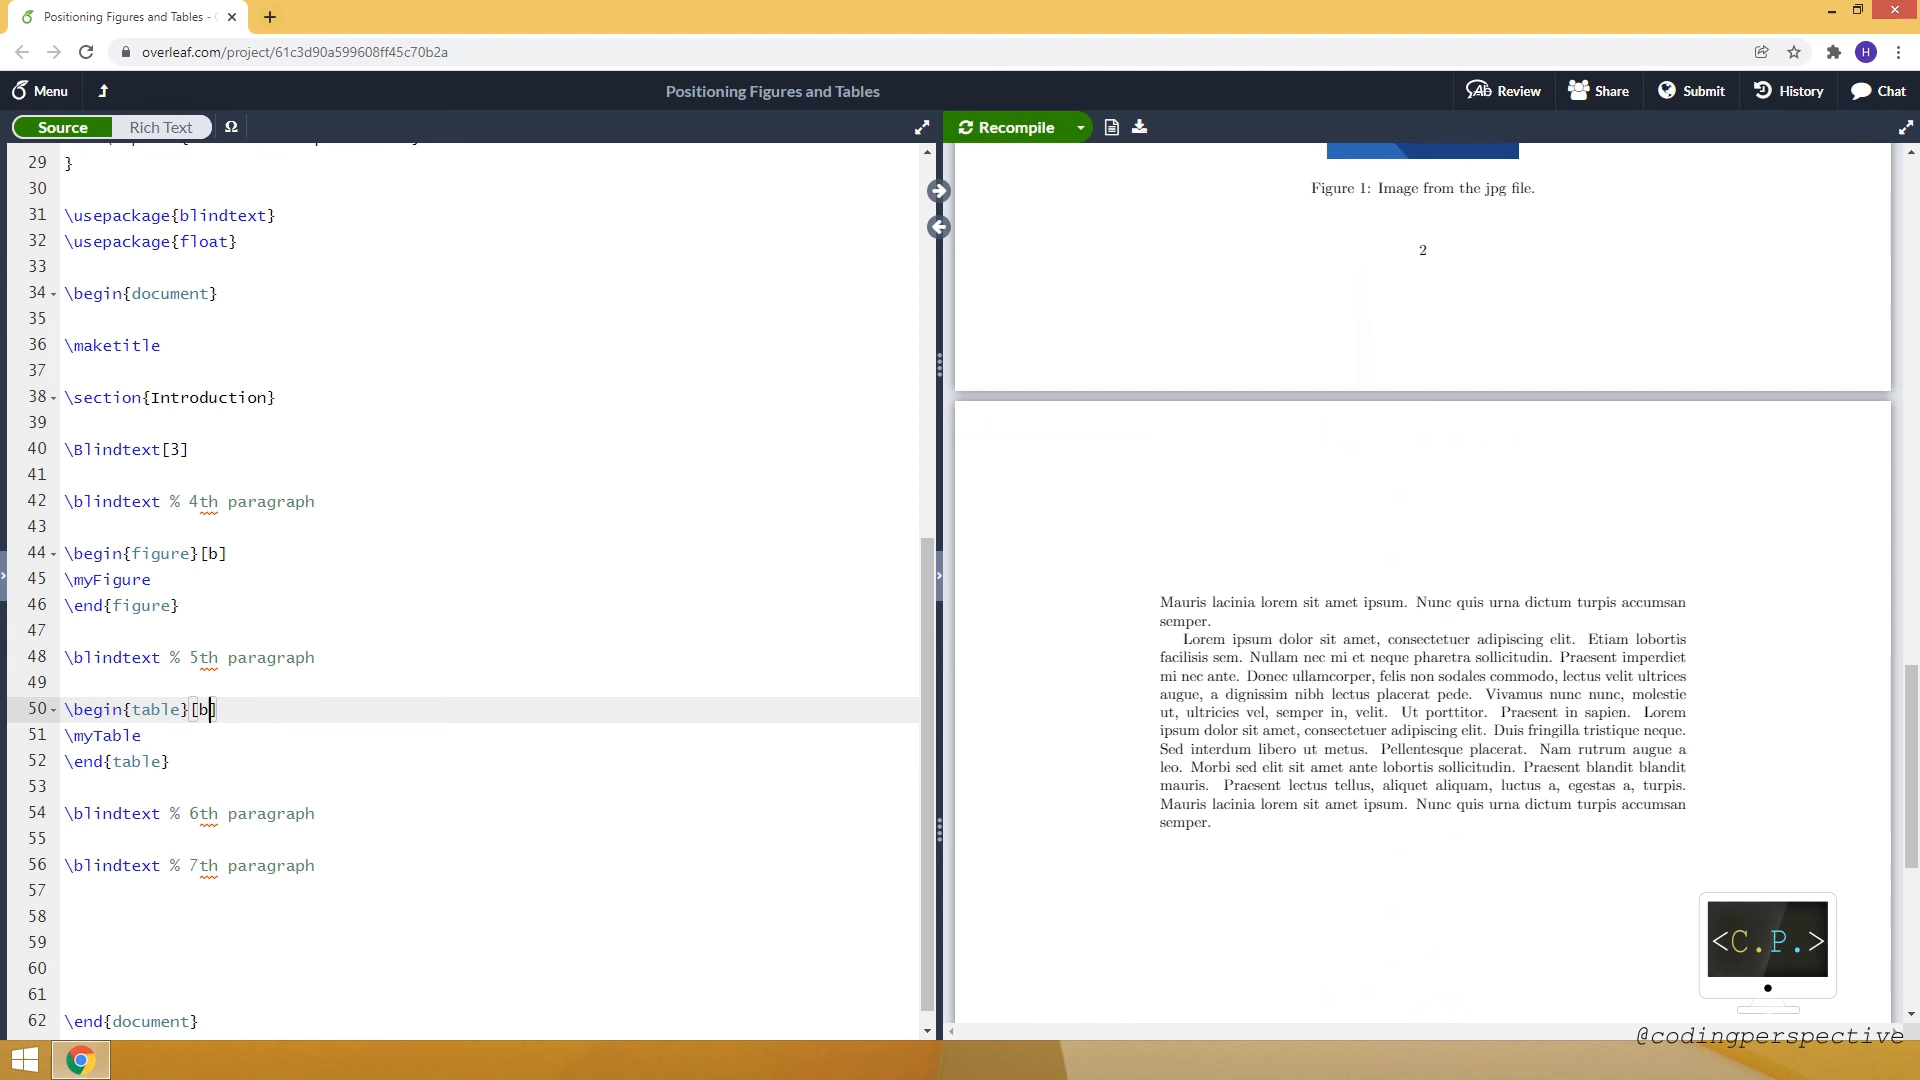 Positioning Figures and Tables -
overleaf.com/project/61c3d90a599608ff45c70b2a
H
Menu
Positioning Figures and Tables
Review
Share
Submit
History
Chat
Source
Rich Text
Ω
Recompile
29 }
30
31 \usepackage{blindtext}
32 \usepackage{float}
33
34 \begin{document}
35
36 \maketitle
37
38 \section{Introduction}
39
40 \Blindtext[3]
41
42 \blindtext % 4th paragraph
43
44 \begin{figure}[b]
45 \myFigure
46 \end{figure}
47
48 \blindtext % 5th paragraph
49
50 \begin{table}[b]
51 \myTable
52 \end{table}
53
54 \blindtext % 6th paragraph
55
56 \blindtext % 7th paragraph
57
58
59
60
61
62 \end{document}
Figure 1: Image from the jpg file.
2
Mauris lacinia lorem sit amet ipsum. Nunc quis urna dictum turpis accumsan
semper.
Lorem ipsum dolor sit amet, consectetuer adipiscing elit. Etiam lobortis
facilisis sem. Nullam nec mi et neque pharetra sollicitudin. Praesent imperdiet
mi nec ante. Donec ullamcorper, felis non sodales commodo, lectus velit ultrices
augue, a dignissim nibh lectus placerat pede. Vivamus nunc nunc, molestie
ut, ultricies vel, semper in, velit. Ut porttitor. Praesent in sapien. Lorem
ipsum dolor sit amet, consectetuer adipiscing elit. Duis fringilla tristique neque.
Sed interdum libero ut metus. Pellentesque placerat. Nam rutrum augue a
leo. Morbi sed elit sit amet ante lobortis sollicitudin. Praesent blandit blandit
mauris. Praesent lectus tellus, aliquet aliquam, luctus a, egestas a, turpis.
Mauris lacinia lorem sit amet ipsum. Nunc quis urna dictum turpis accumsan
semper.
<C.P.>
@codingperspective